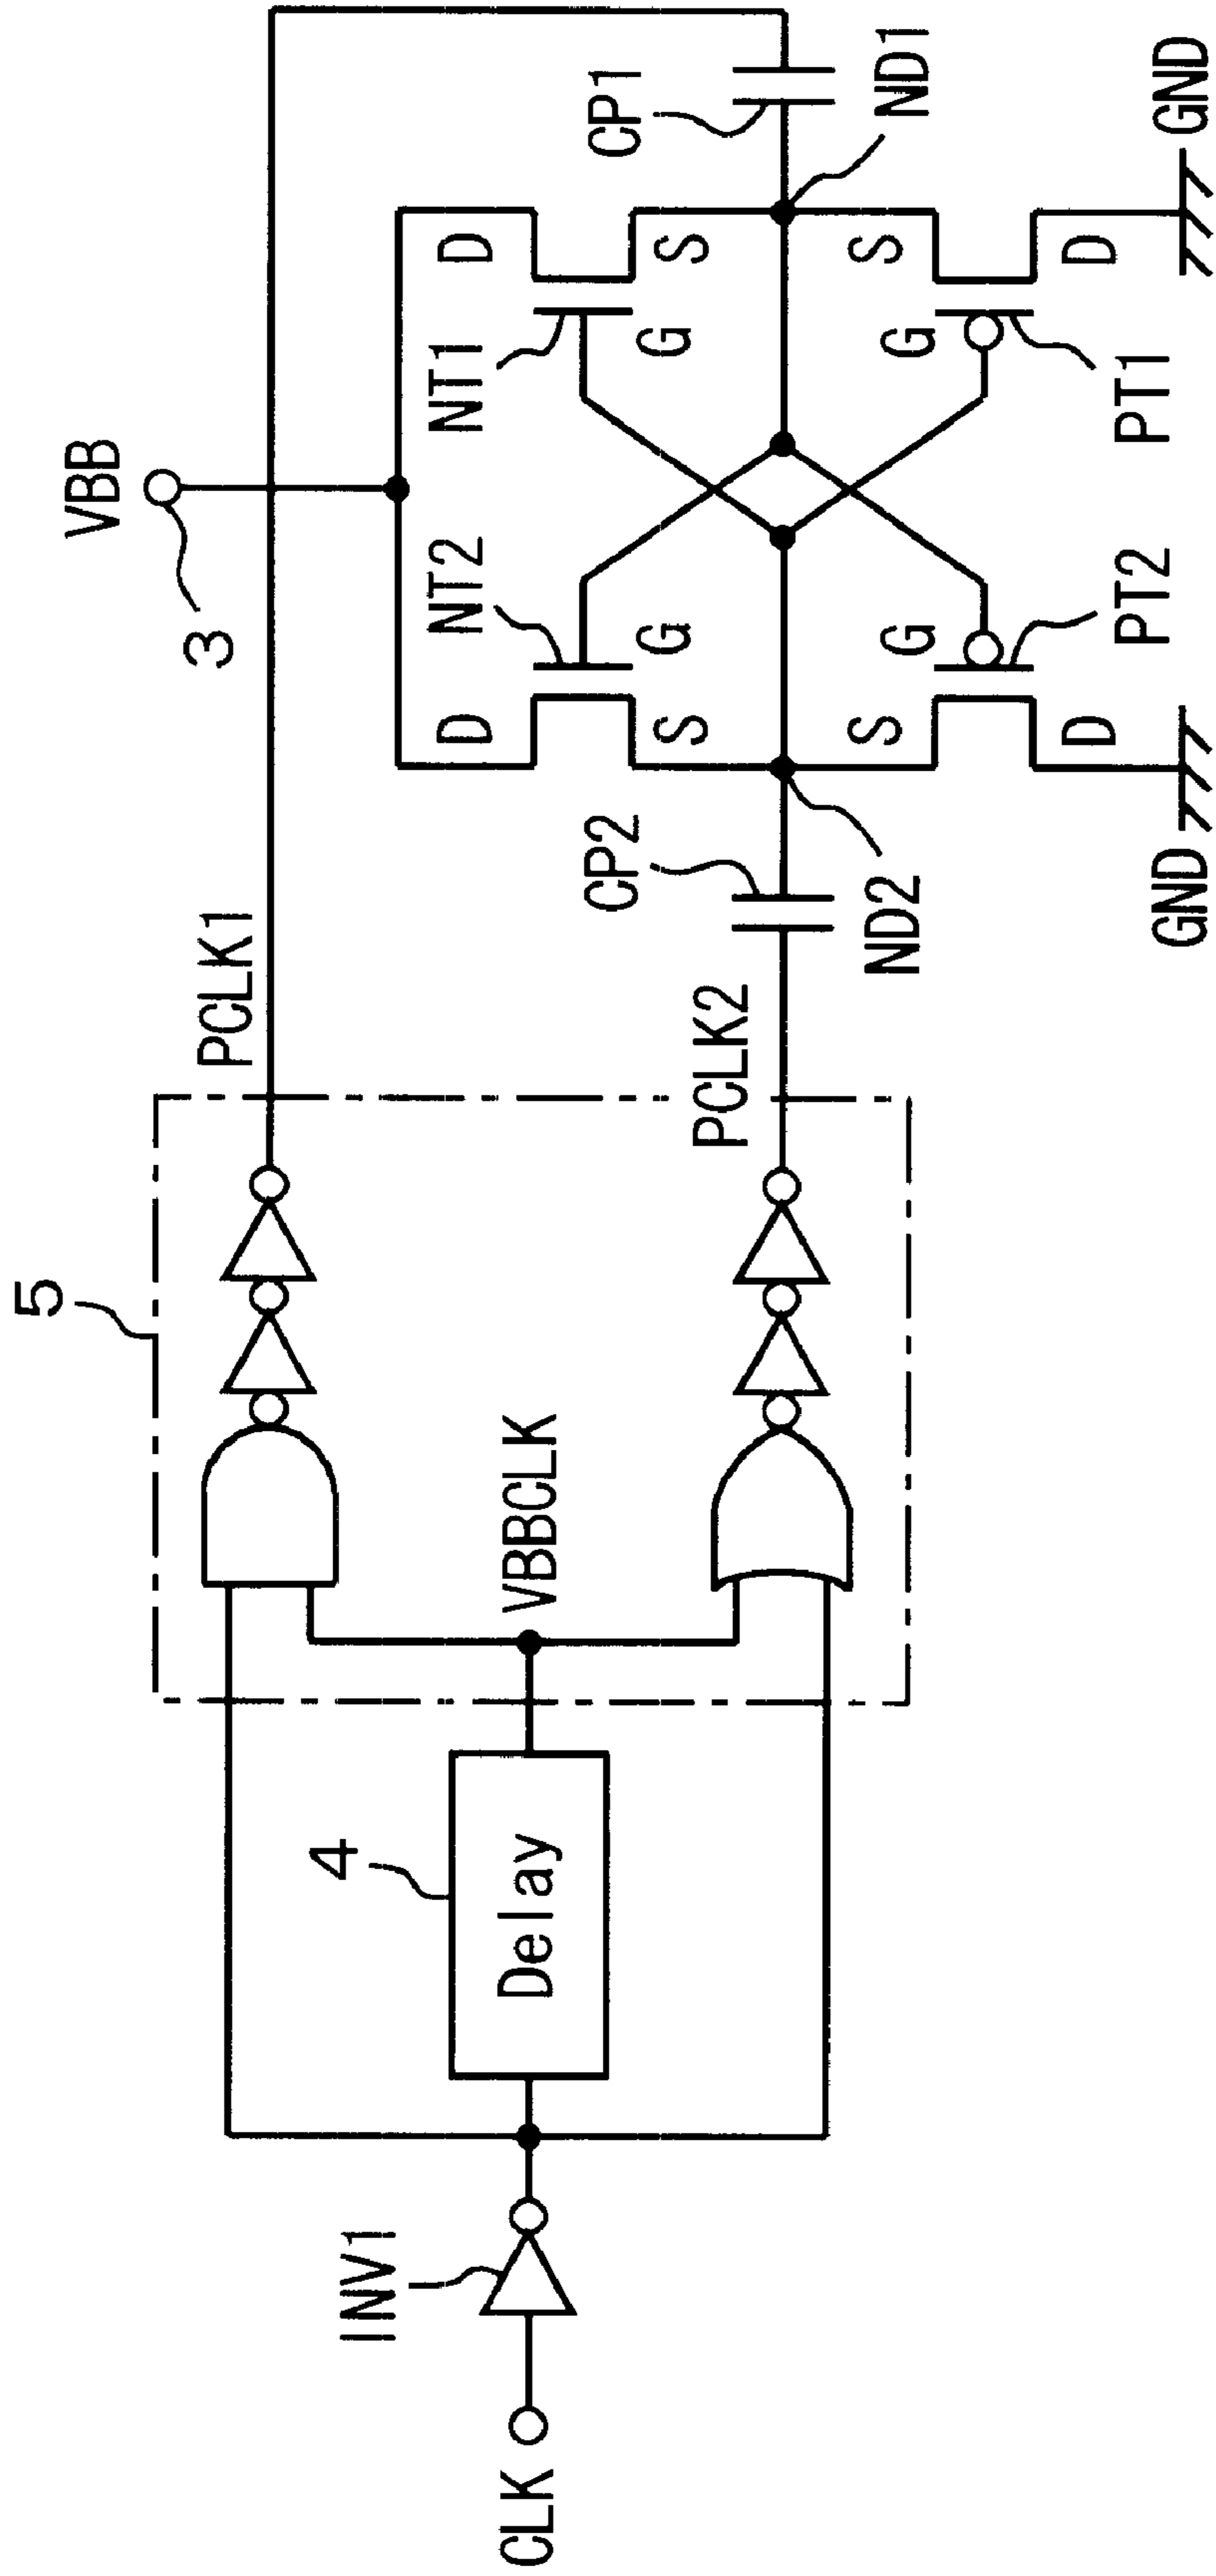 CLK
INV1
4
Delay
5
VBBCLK
PCLK1
PCLK2
VBB
3
CP2
ND2
NT2
D
G
S
NT1
D
G
S
CP1
ND1
S
G
D
PT2
S
G
D
PT1
GND
GND